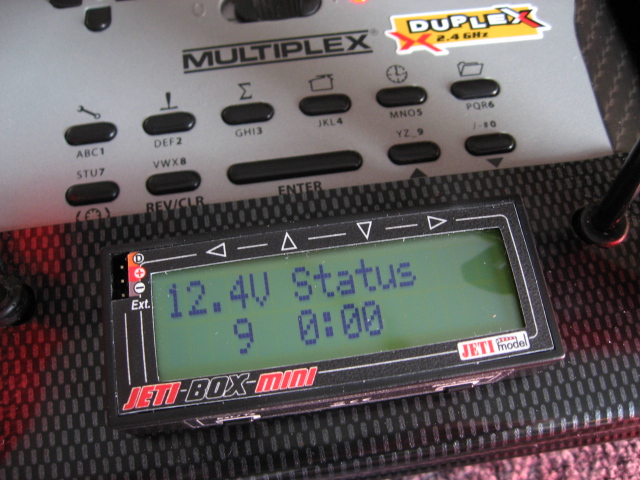 DUPLEX
2.4 GHz
MULTIPLEX
ABC1
DEF2
GHI3
JKL4
MNO5
PQR6
STU7
VWX8
ENTER
YZ_9
/-#0
REV/CLR
Ext.
12.4V Status
9 0:00
JETI model
JETI-BOX-MINI